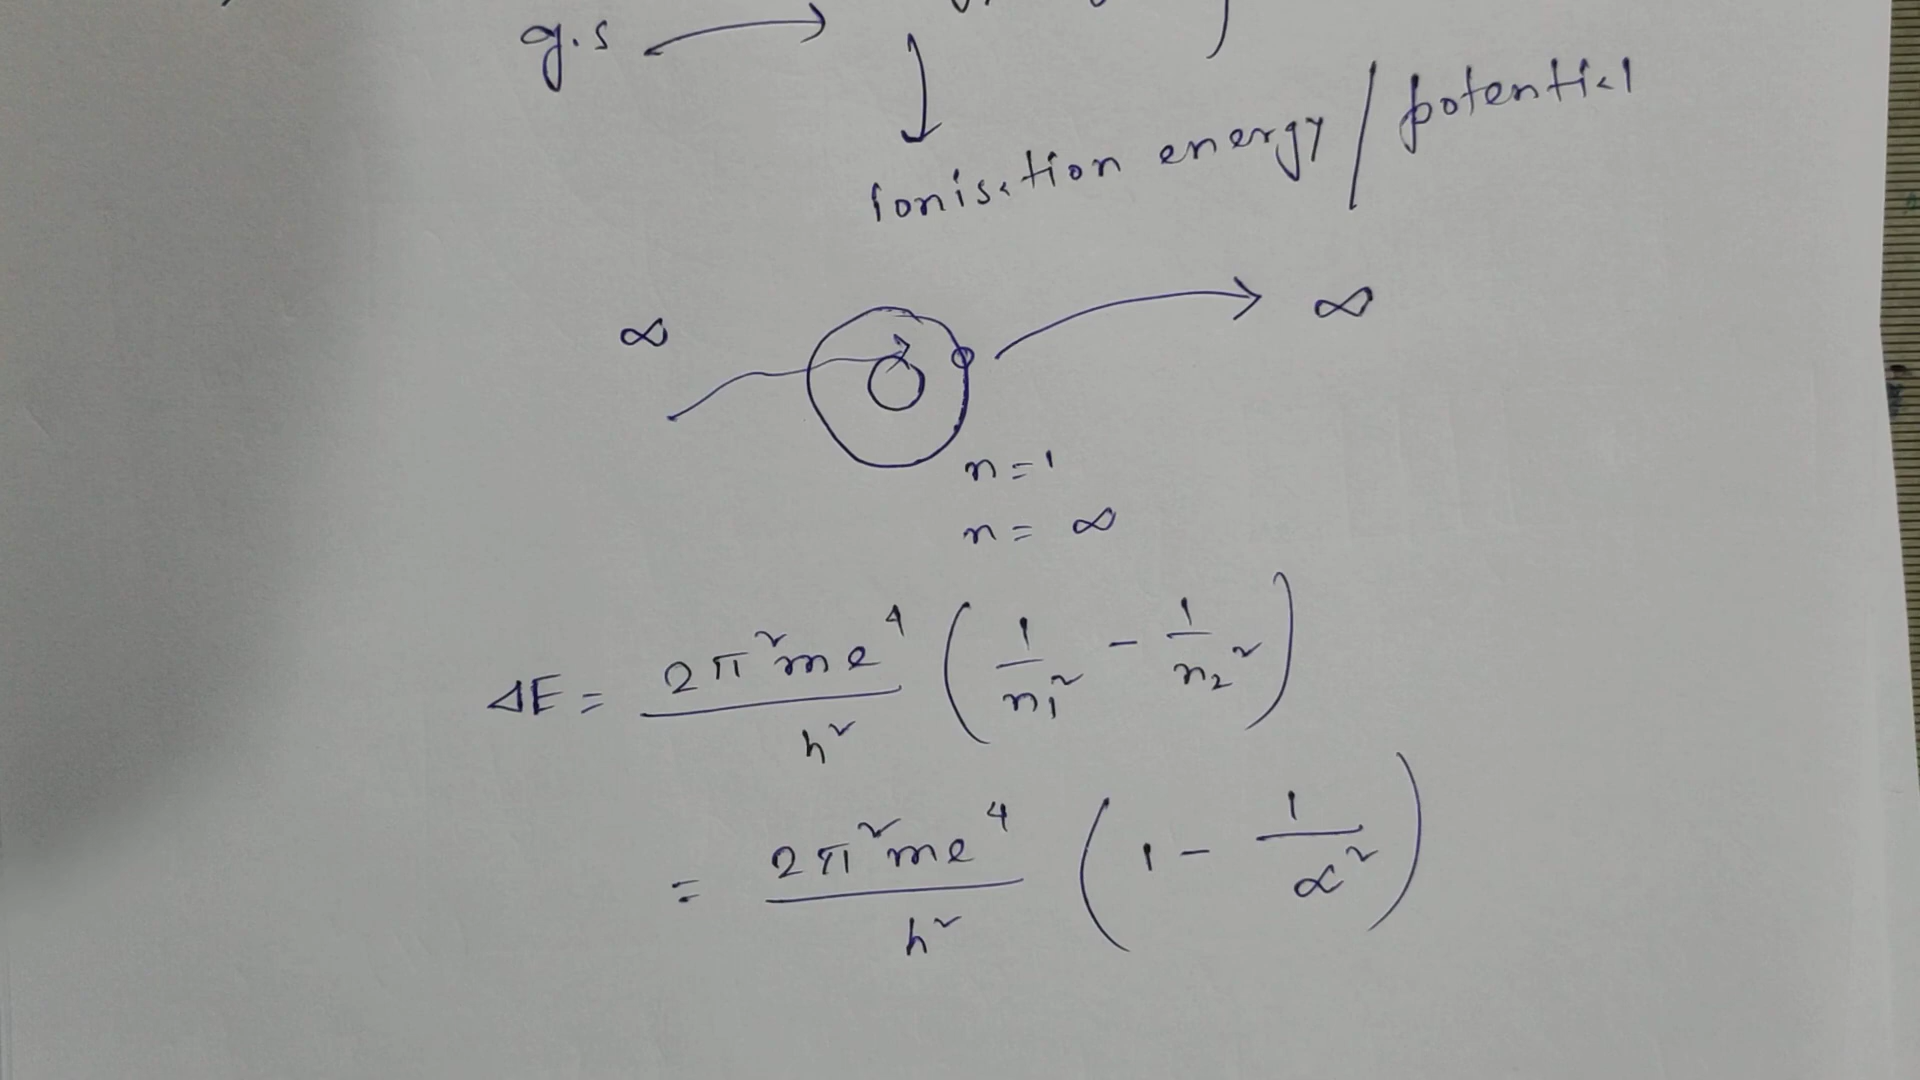 g.s
ionisation energy / potential
∞ ∞
n = 1
n = ∞
ΔE = 2π²me⁴ / h² ( 1/n₁² - 1/n₂² )
= 2π²me⁴ / h² ( 1 - 1/∝² )